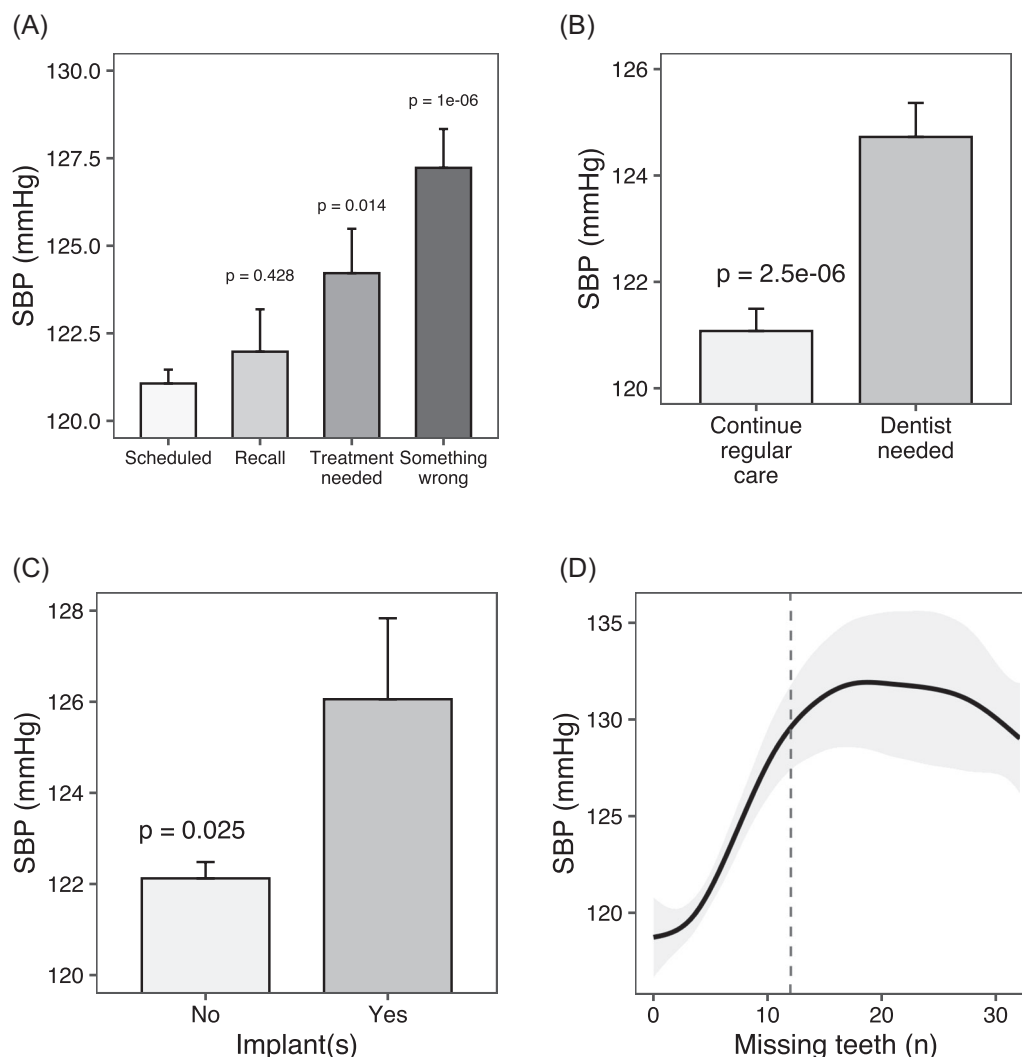 (A)
SBP (mmHg)
130.0
127.5
125.0
122.5
120.0
p = 0.428
p = 0.014
p = 1e-06
Scheduled
Recall
Treatment
needed
Something
wrong
(B)
SBP (mmHg)
126
124
122
120
p = 2.5e-06
Continue
regular
care
Dentist
needed
(C)
SBP (mmHg)
128
126
124
122
120
p = 0.025
No
Yes
Implant(s)
(D)
SBP (mmHg)
135
130
125
120
0
10
20
30
Missing teeth (n)